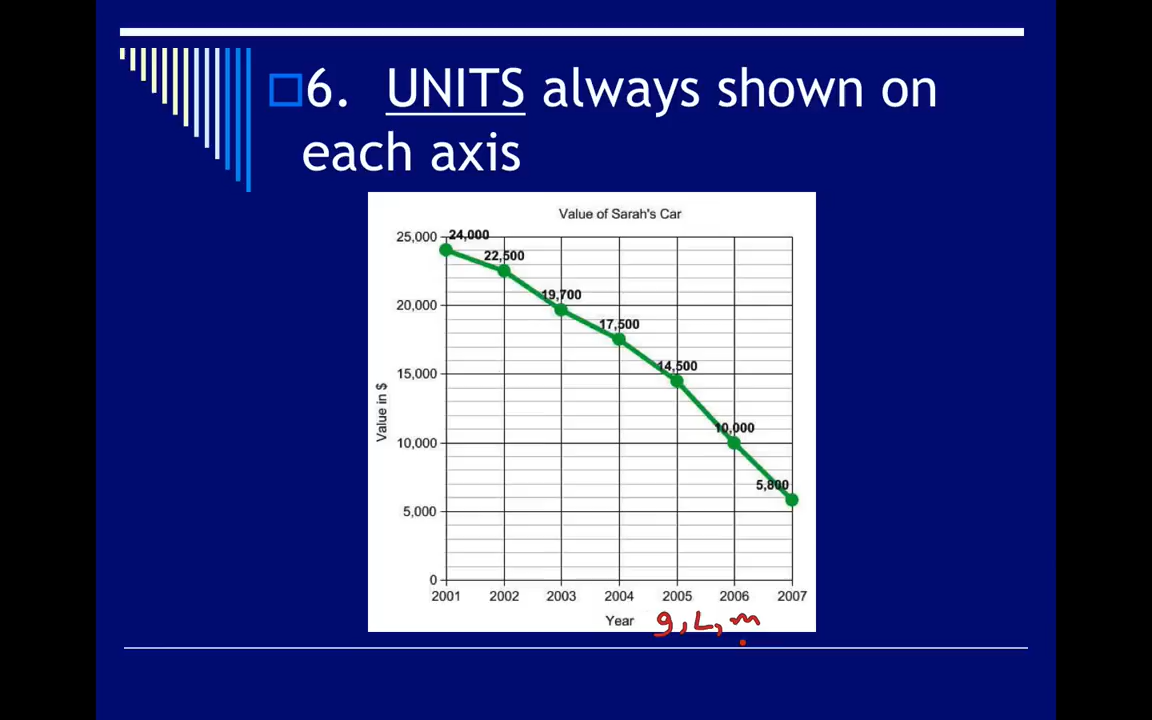 6. UNITS always shown on
each axis
Value of Sarah's Car
25,000
24,000
22,500
19,700
20,000
17,500
15,000
14,500
Value in $
10,000
10,000
5,800
5,000
0
2001 2002 2003 2004 2005 2006 2007
Year g, L, m